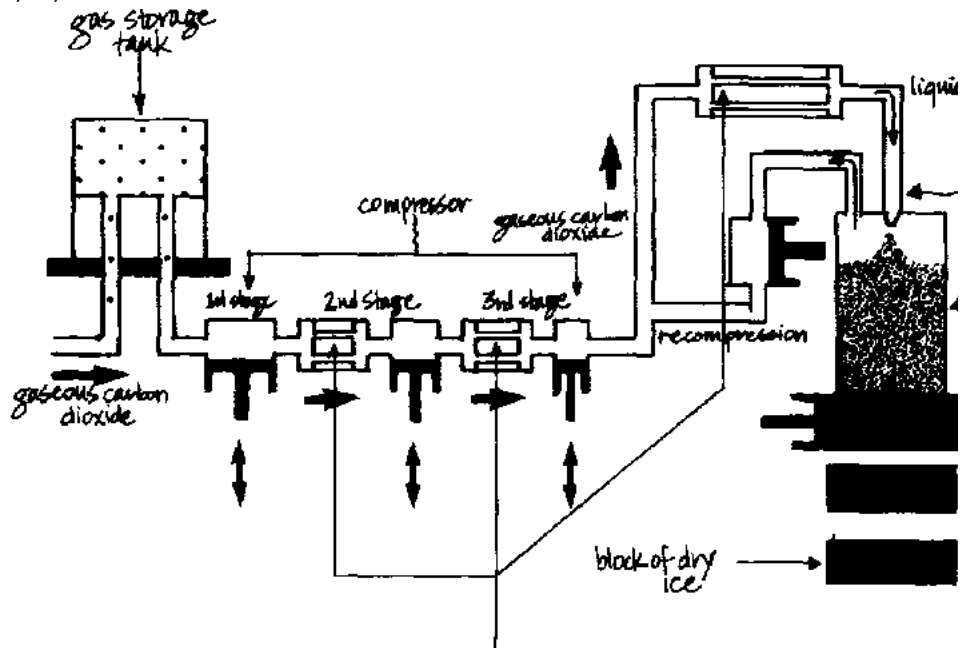 gas storage
tank
liquid
compressor
gaseous carbon
dioxide
1st stage
2nd Stage
3rd stage
recompression
gaseous carbon
dioxide
block of dry
ice